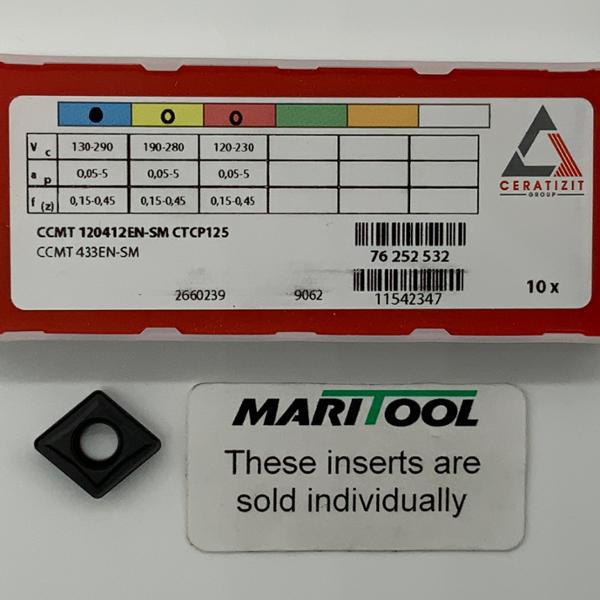 V c 130-290 190-280 120-230
a p 0,05-5 0,05-5 0,05-5
f (z) 0,15-0,45 0,15-0,45 0,15-0,45
CERATIZIT
GROUP
CCMT 120412EN-SM CTCP125
CCMT 433EN-SM
76 252 532
2660239 9062 11542347
10 x
MARITOOL
These inserts are
sold individually